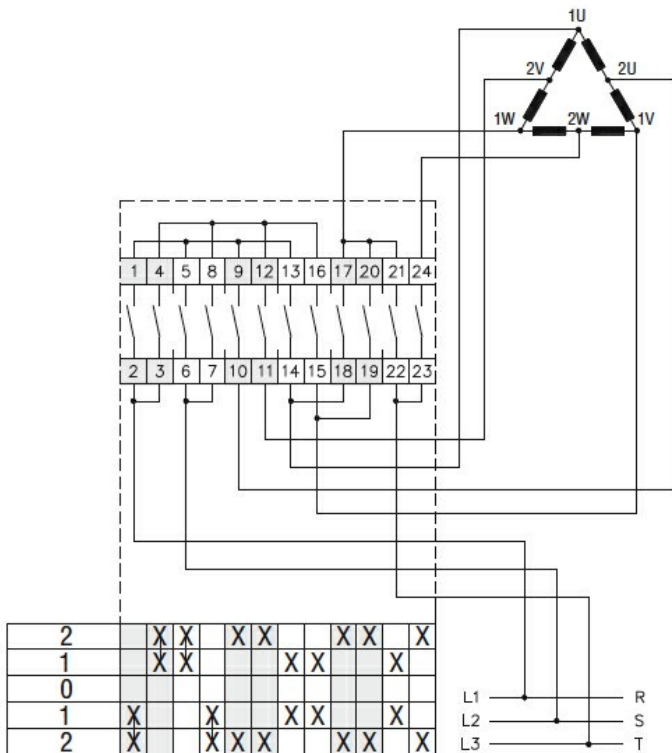 1U
2V 2U
1W 2W 1V
1 4 5 8 9 12 13 16 17 20 21 24
2 3 6 7 10 11 14 15 18 19 22 23
2 X X X X X X X
1 X X X X X
0
1 X X X X X
2 X X X X X X X
L1 R
L2 S
L3 T